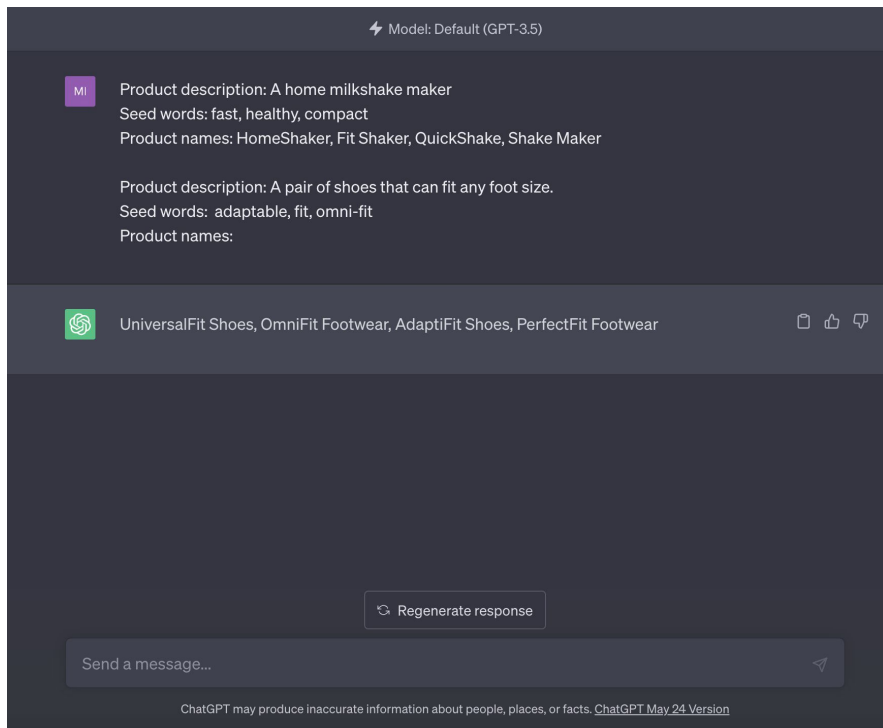 Model: Default (GPT-3.5)
MI
Product description: A home milkshake maker
Seed words: fast, healthy, compact
Product names: HomeShaker, Fit Shaker, QuickShake, Shake Maker
Product description: A pair of shoes that can fit any foot size.
Seed words:  adaptable, fit, omni-fit
Product names:
UniversalFit Shoes, OmniFit Footwear, AdaptiFit Shoes, PerfectFit Footwear
Regenerate response
Send a message...
ChatGPT may produce inaccurate information about people, places, or facts. ChatGPT May 24 Version